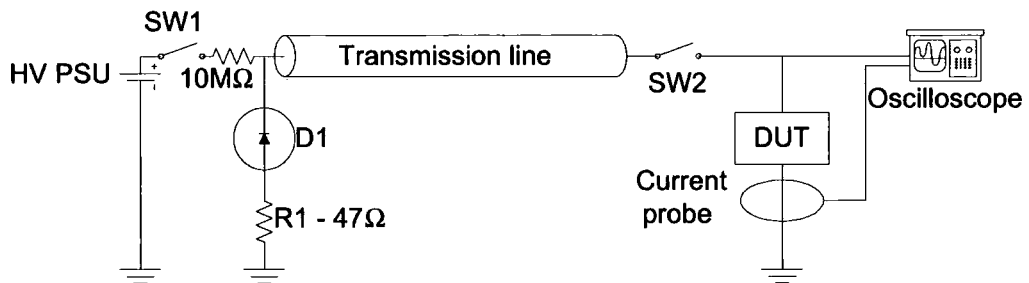 SW1
HV PSU
10MΩ
Transmission line
SW2
Oscilloscope
D1
DUT
Current
probe
R1 - 47Ω